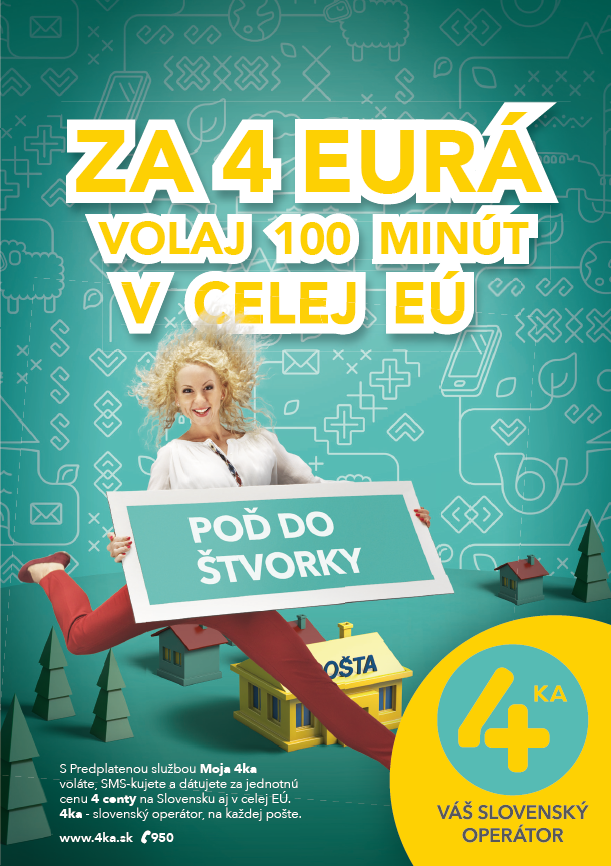 ZA 4 EURÁ
VOLAJ 100 MINÚT
V CELEJ EÚ
POĎ DO
ŠTVORKY
POŠTA
4KA
VÁŠ SLOVENSKÝ
OPERÁTOR
S Predplatenou službou Moja 4ka
voláte, SMS-kujete a dátujete za jednotnú
cenu 4 centy na Slovensku aj v celej EÚ.
4ka - slovenský operátor, na každej pošte.
www.4ka.sk 950